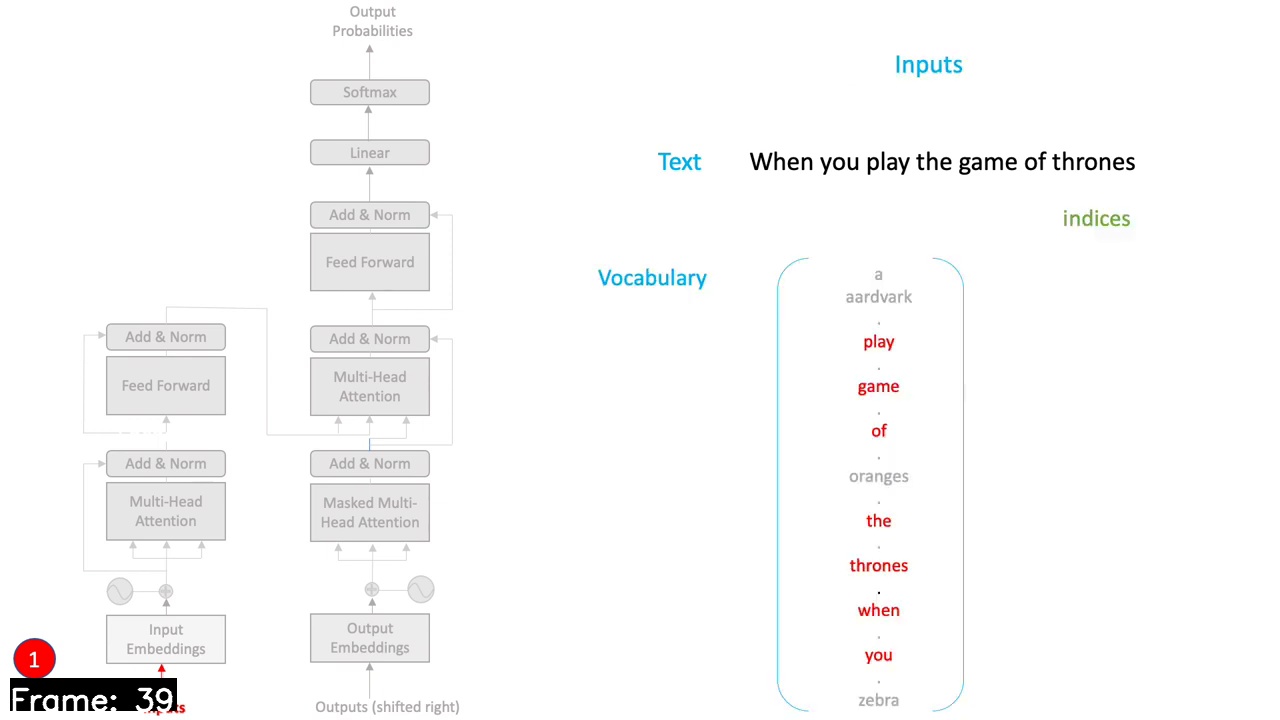 Output
Probabilities
Softmax
Linear
Add & Norm
Feed Forward
Add & Norm
Multi-Head
Attention
Add & Norm
Masked Multi-
Head Attention
Output
Embeddings
Outputs (shifted right)
Add & Norm
Feed Forward
Add & Norm
Multi-Head
Attention
Input
Embeddings
1
Frame: 39
Inputs
Text When you play the game of thrones
indices
Vocabulary
a
aardvark
.
play
.
game
.
of
.
oranges
.
the
.
thrones
.
when
.
you
.
zebra